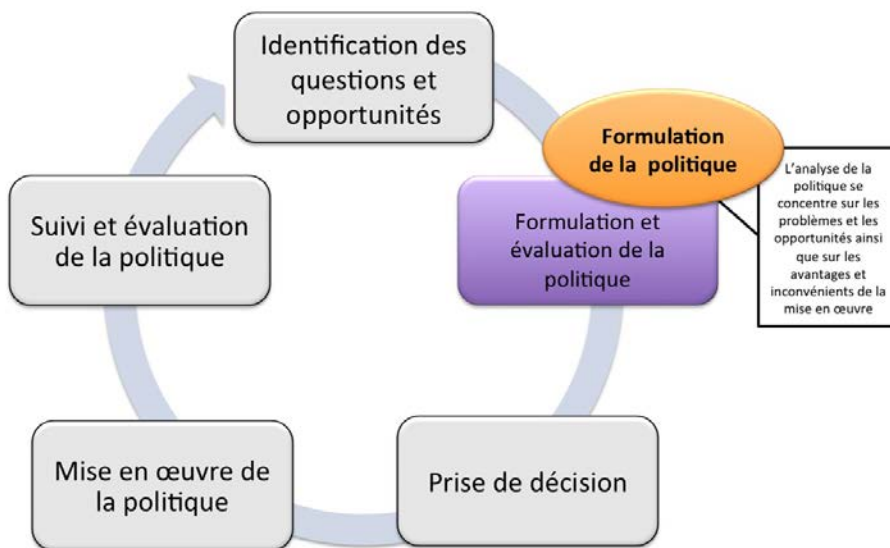 Identification des
questions et
opportunités
Formulation
de la politique
L'analyse de la
politique se
concentre sur les
problèmes et les
opportunités ainsi
que sur les
avantages et
inconvénients de la
mise en œuvre
Formulation et
évaluation de la
politique
Suivi et évaluation
de la politique
Prise de décision
Mise en œuvre de
la politique